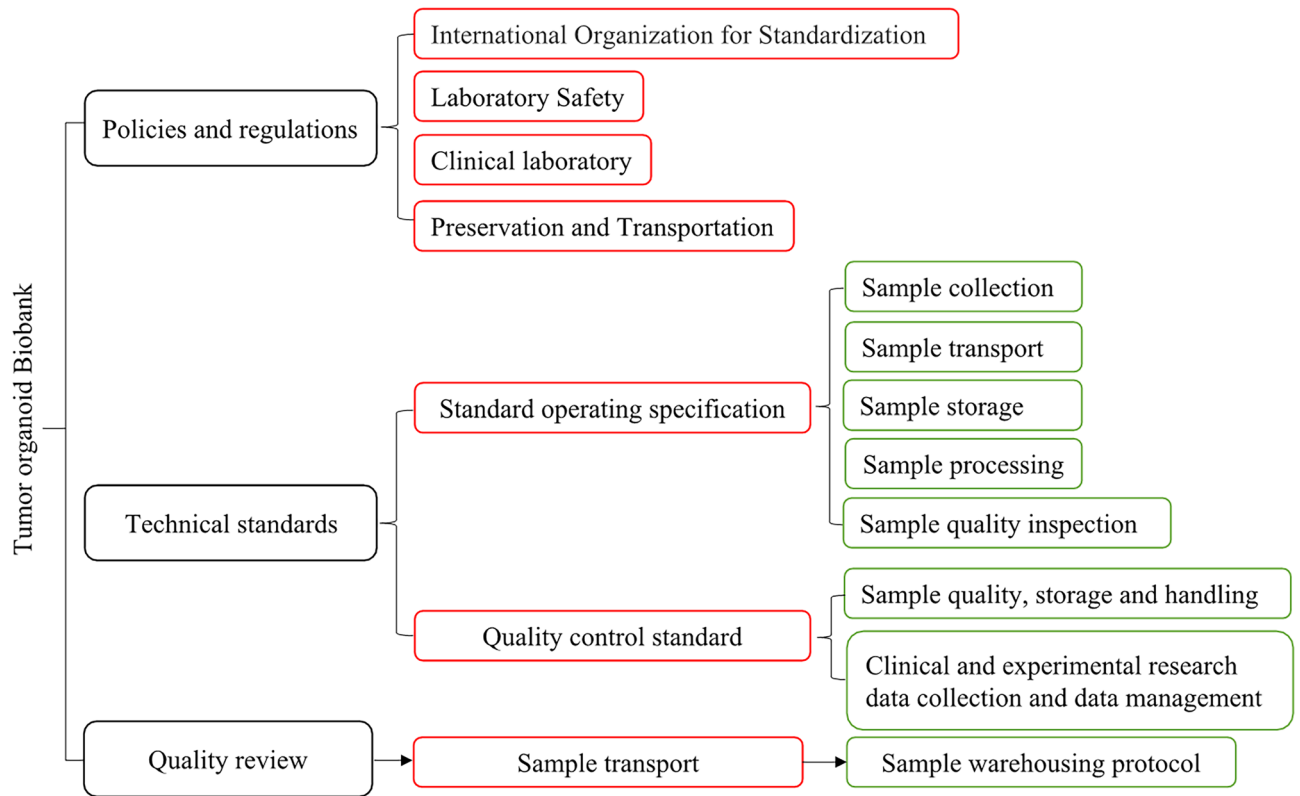 Tumor organoid Biobank
Policies and regulations
International Organization for Standardization
Laboratory Safety
Clinical laboratory
Preservation and Transportation
Technical standards
Standard operating specification
Sample collection
Sample transport
Sample storage
Sample processing
Sample quality inspection
Quality control standard
Sample quality, storage and handling
Clinical and experimental research
data collection and data management
Quality review
Sample transport
Sample warehousing protocol